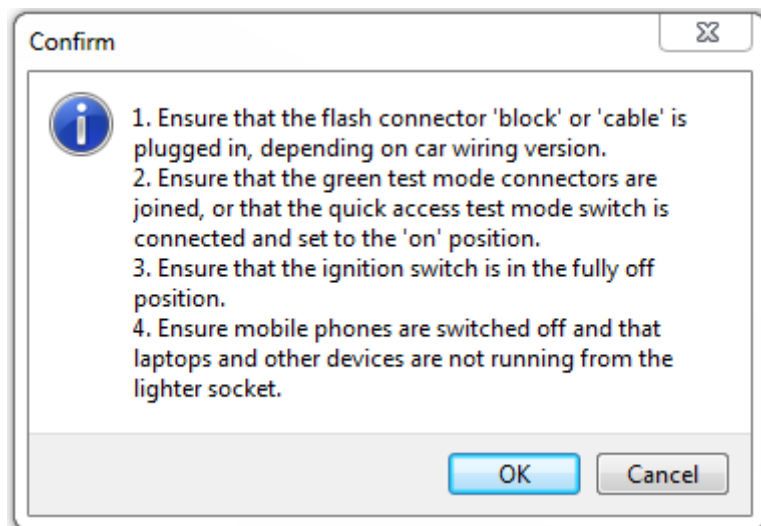 Confirm
1. Ensure that the flash connector 'block' or 'cable' is
plugged in, depending on car wiring version.
2. Ensure that the green test mode connectors are
joined, or that the quick access test mode switch is
connected and set to the 'on' position.
3. Ensure that the ignition switch is in the fully off
position.
4. Ensure mobile phones are switched off and that
laptops and other devices are not running from the
lighter socket.
OK
Cancel